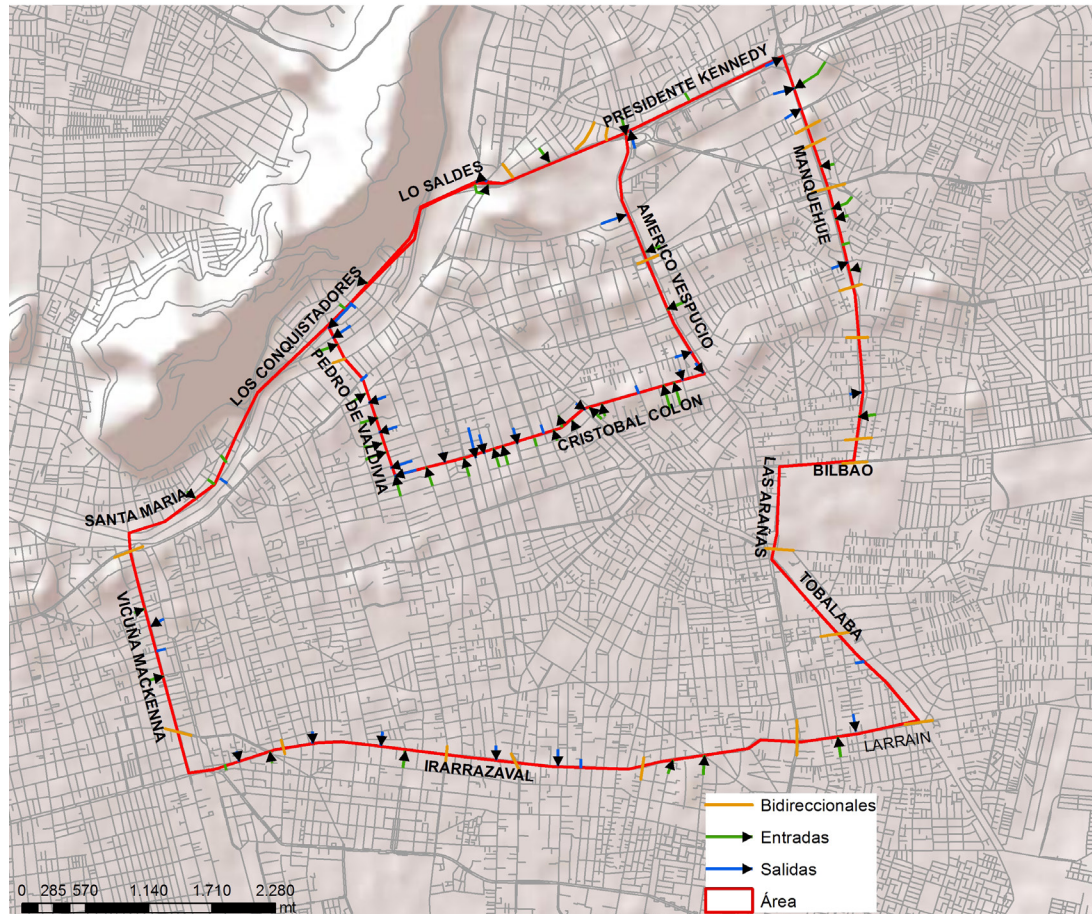 PRESIDENTE KENNEDY
LO SALDES
MANQUEHUE
AMERICO VESPUCIO
LOS CONQUISTADORES
PEDRO DE VALDIVIA
CRISTOBAL COLON
BILBAO
LAS ARAÑAS
SANTA MARIA
TOBALABA
VICUÑA MACKENNA
LARRAIN
IRARRAZAVAL
Bidireccionales
Entradas
Salidas
Área
0 285 570 1.140 1.710 2.280
mt